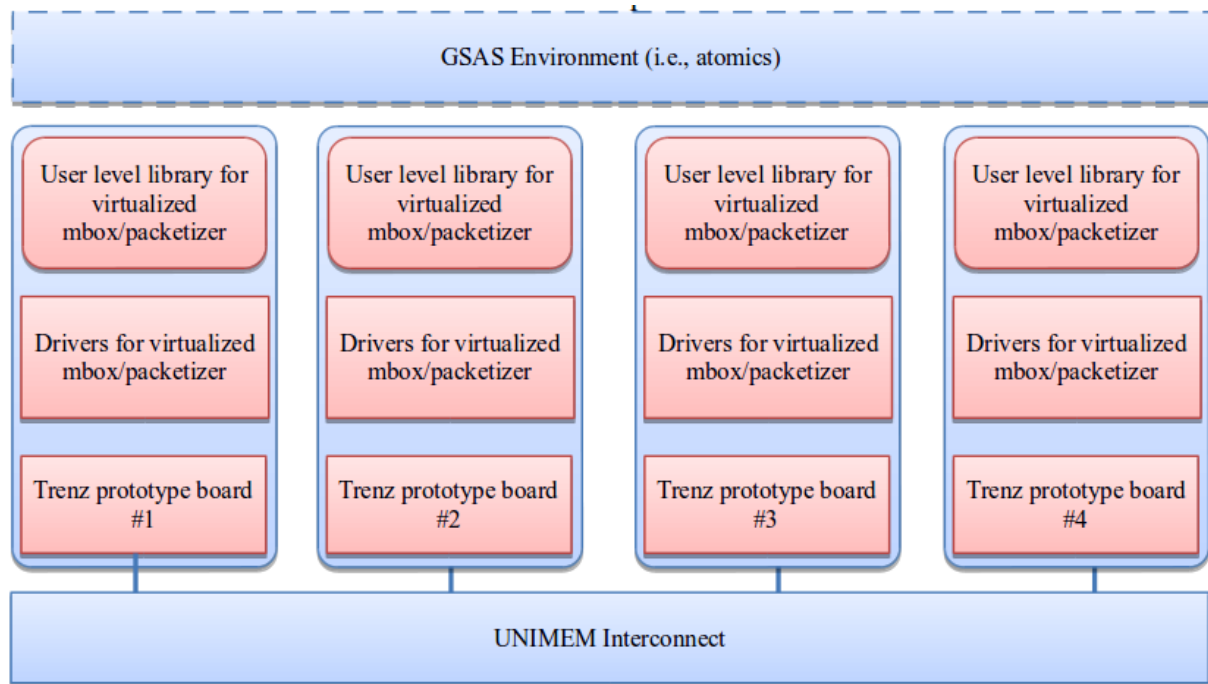 GSAS Environment (i.e., atomics)
User level library for
virtualized
mbox/packetizer
User level library for
virtualized
mbox/packetizer
User level library for
virtualized
mbox/packetizer
User level library for
virtualized
mbox/packetizer
Drivers for virtualized
mbox/packetizer
Drivers for virtualized
mbox/packetizer
Drivers for virtualized
mbox/packetizer
Drivers for virtualized
mbox/packetizer
Trenz prototype board
#1
Trenz prototype board
#2
Trenz prototype board
#3
Trenz prototype board
#4
UNIMEM Interconnect